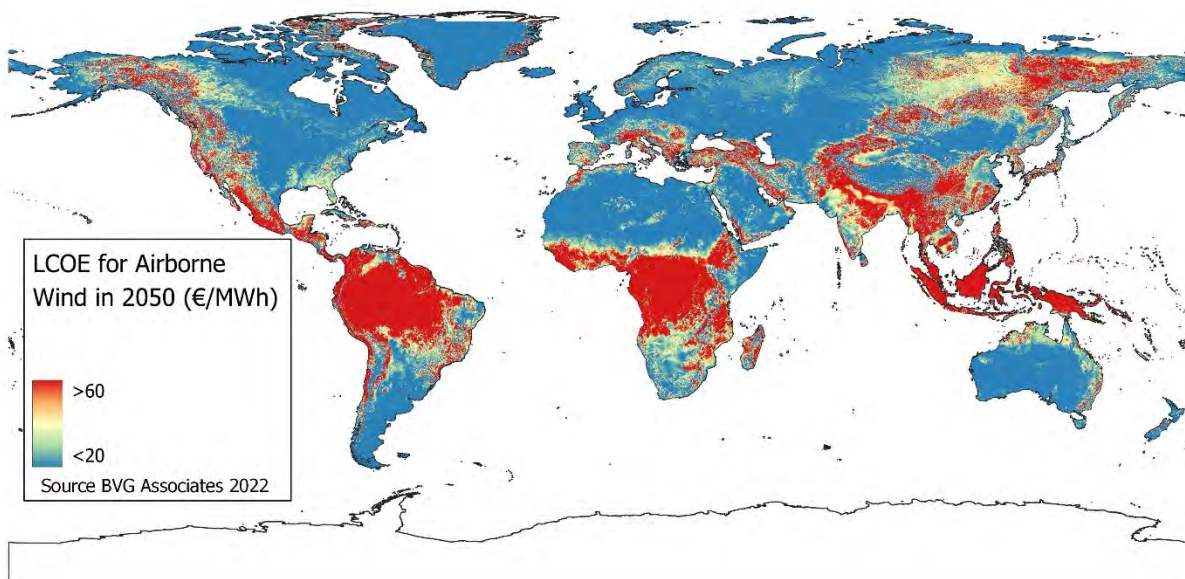 LCOE for Airborne
Wind in 2050 (€/MWh)
>60
<20
Source BVG Associates 2022